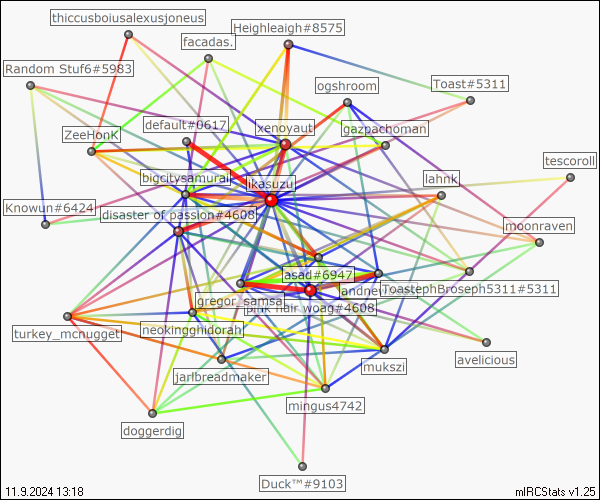 thiccusboiusalexusjoneus
facadas.
Heighleaigh#8575
Random Stuf6#5983
ogshroom
Toast#5311
ZeeHonK
default#0617
xenoyaut
gazpachoman
tescoroll
bigcitysamurai
ikasuzu
lahnk
Knowun#6424
disaster of passion#4608
moonraven
asad#6947
ToastephBroseph5311#5311
gregor_samsa
pink hair woag#4608
turkey_mcnugget
neokingghidorah
avelicious
jarlbreadmaker
mukszi
mingus4742
doggerdig
Duck™#9103
11.9.2024 13:18
mIRCStats v1.25